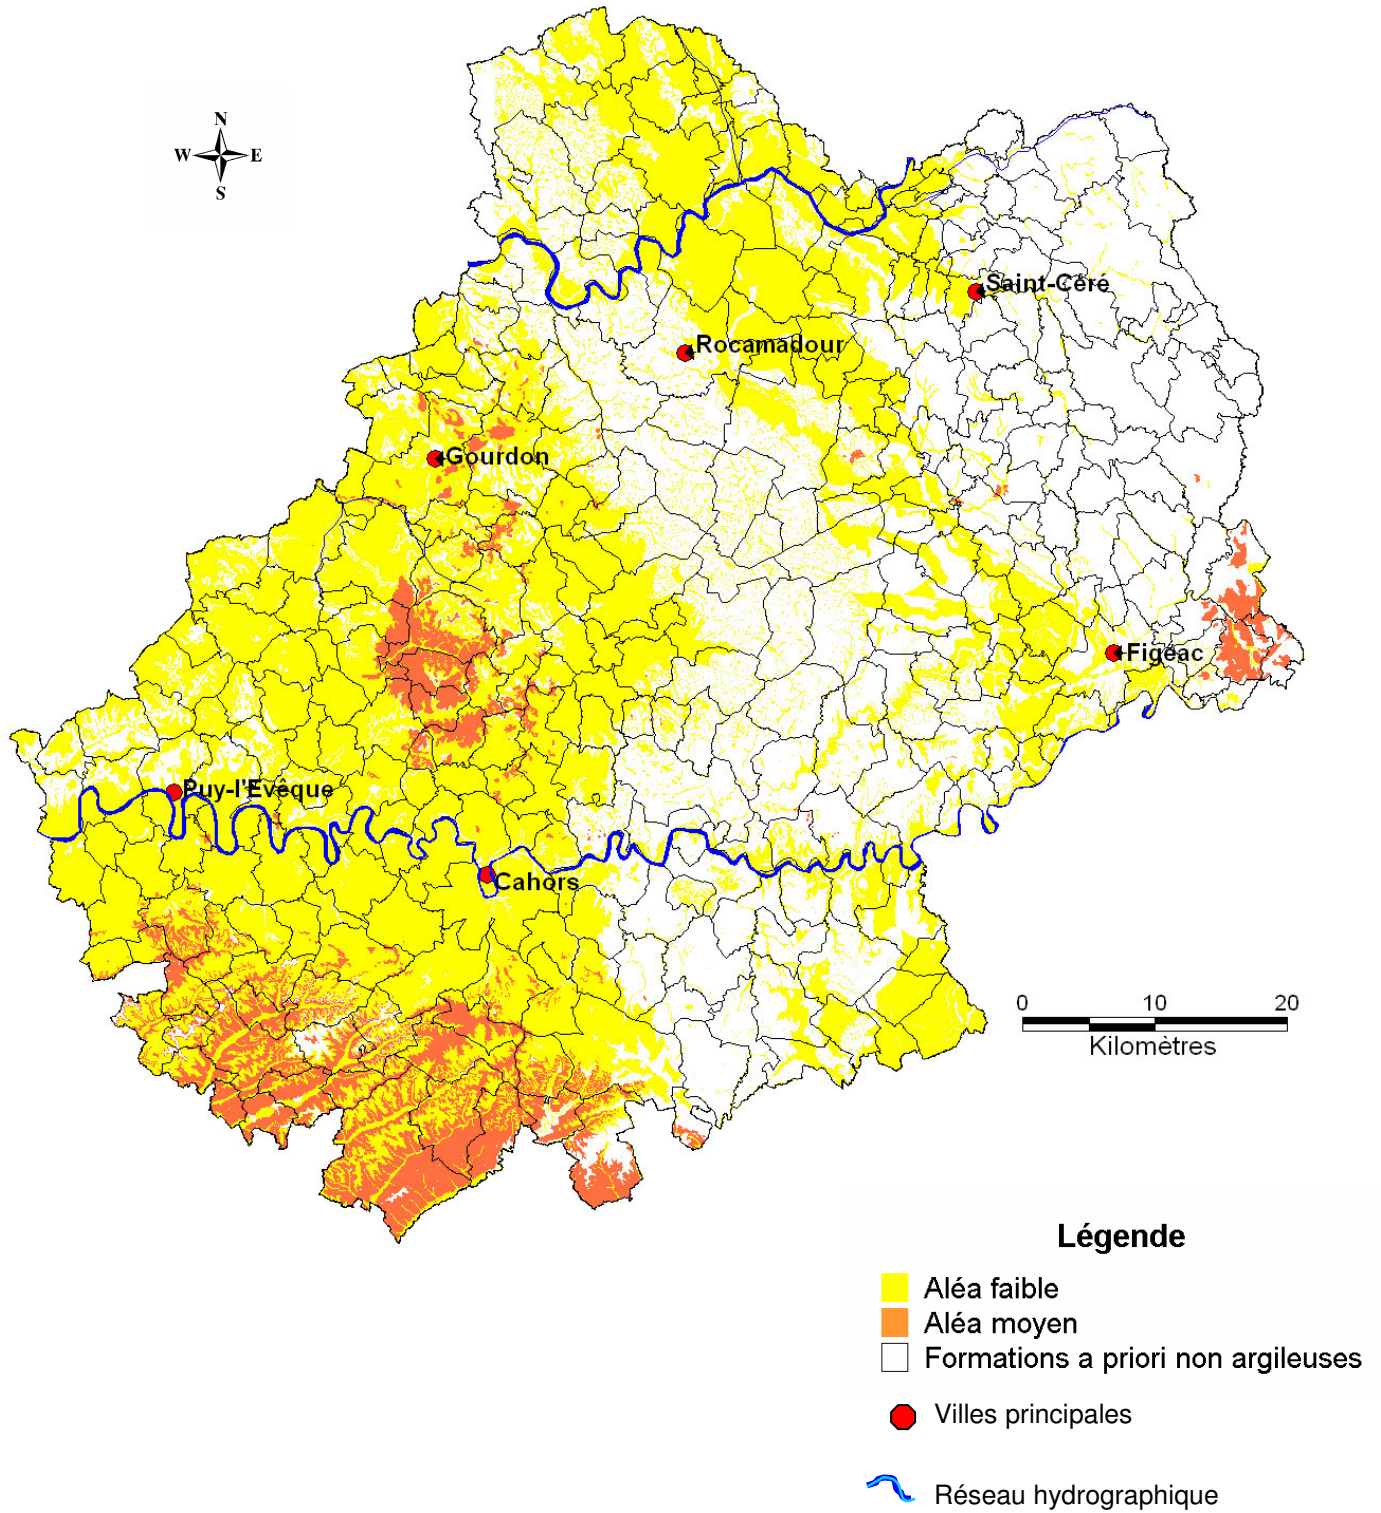 N
W E
S
Saint-Céré
Rocamadour
Gourdon
Figéac
Puy-l'Evêque
Cahors
0 10 20
Kilomètres
Légende
Aléa faible
Aléa moyen
Formations a priori non argileuses
Villes principales
Réseau hydrographique